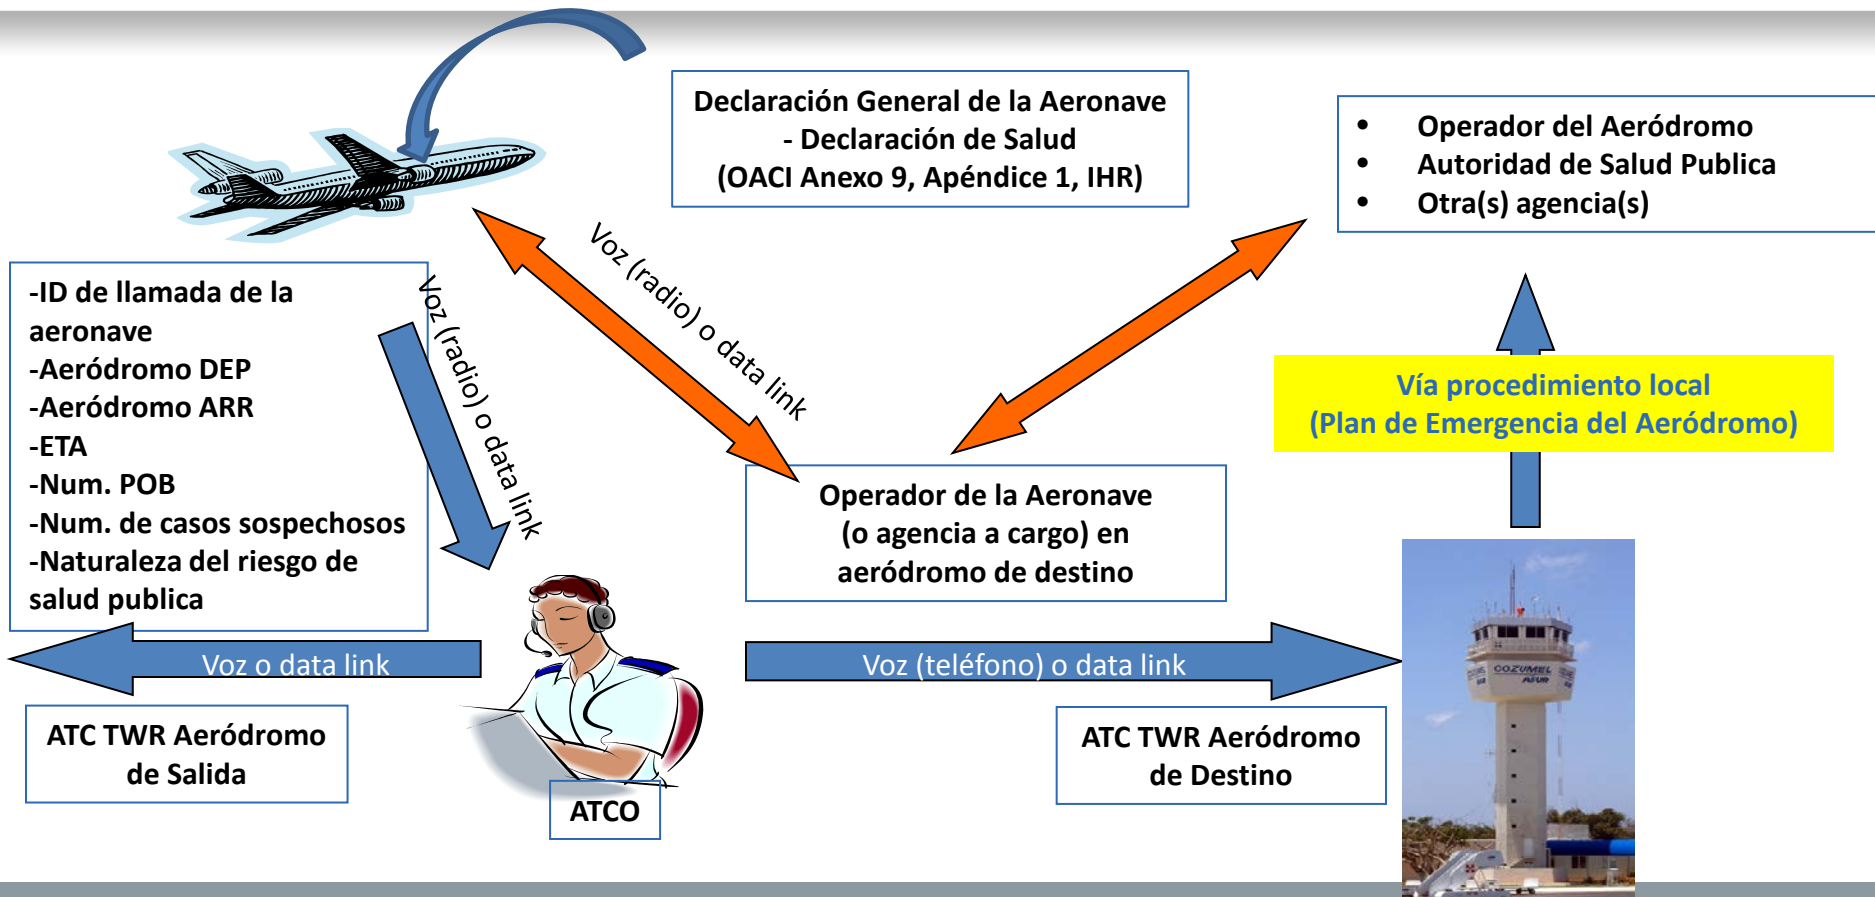 Declaración General de la Aeronave
- Declaración de Salud
(OACI Anexo 9, Apéndice 1, IHR)
• Operador del Aeródromo
• Autoridad de Salud Publica
• Otra(s) agencia(s)
-ID de llamada de la
aeronave
-Aeródromo DEP
-Aeródromo ARR
-ETA
-Num. POB
-Num. de casos sospechosos
-Naturaleza del riesgo de
salud publica
Voz (radio) o data link
Voz (radio) o data link
Vía procedimiento local
(Plan de Emergencia del Aeródromo)
Operador de la Aeronave
(o agencia a cargo) en
aeródromo de destino
Voz o data link
Voz (teléfono) o data link
ATC TWR Aeródromo
de Salida
ATCO
ATC TWR Aeródromo
de Destino
COZUMEL
ASUR